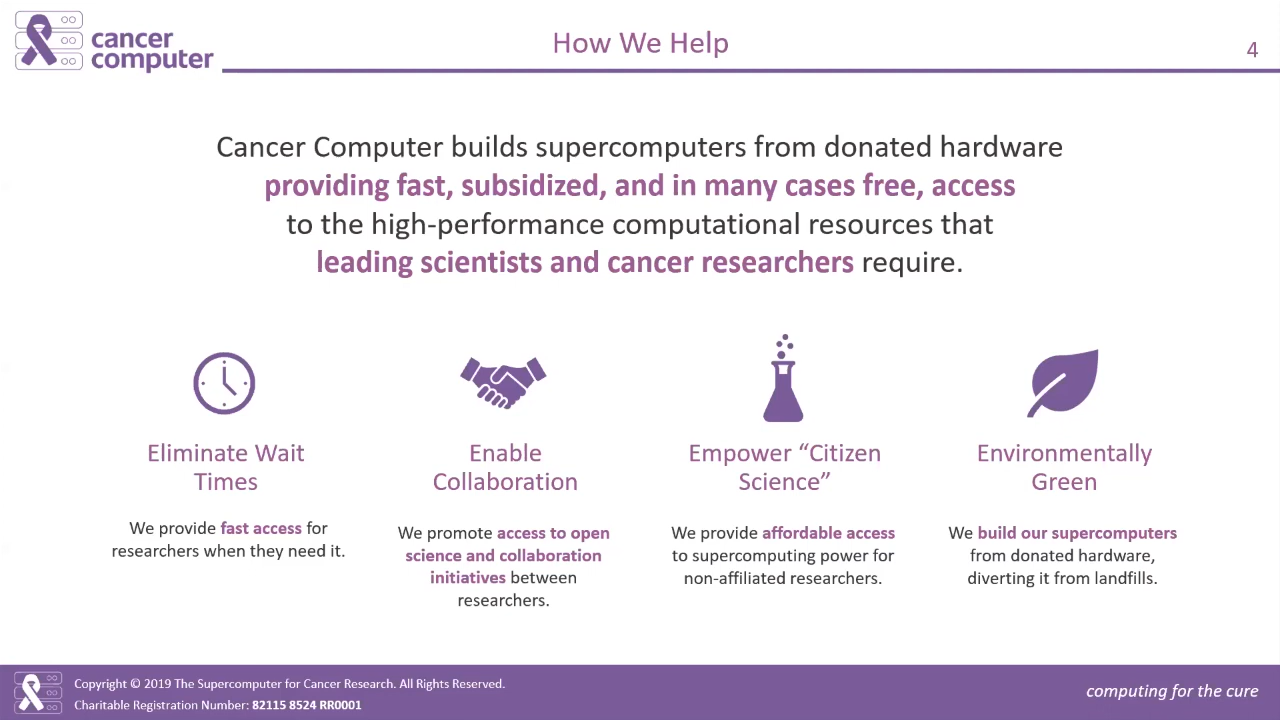 cancer
computer
How We Help
4
Cancer Computer builds supercomputers from donated hardware
providing fast, subsidized, and in many cases free, access
to the high-performance computational resources that
leading scientists and cancer researchers require.
Eliminate Wait
Times
We provide fast access for
researchers when they need it.
Enable
Collaboration
We promote access to open
science and collaboration
initiatives between
researchers.
Empower “Citizen
Science”
We provide affordable access
to supercomputing power for
non-affiliated researchers.
Environmentally
Green
We build our supercomputers
from donated hardware,
diverting it from landfills.
Copyright © 2019 The Supercomputer for Cancer Research. All Rights Reserved.
Charitable Registration Number: 82115 8524 RR0001
computing for the cure